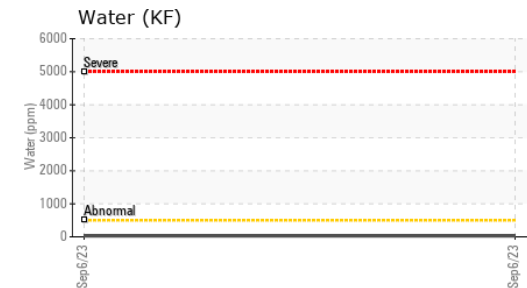 Water (KF)
6000
Severe
5000
4000
Water (ppm)
3000
2000
1000
Abnormal
0
Sep6/23
Sep6/23